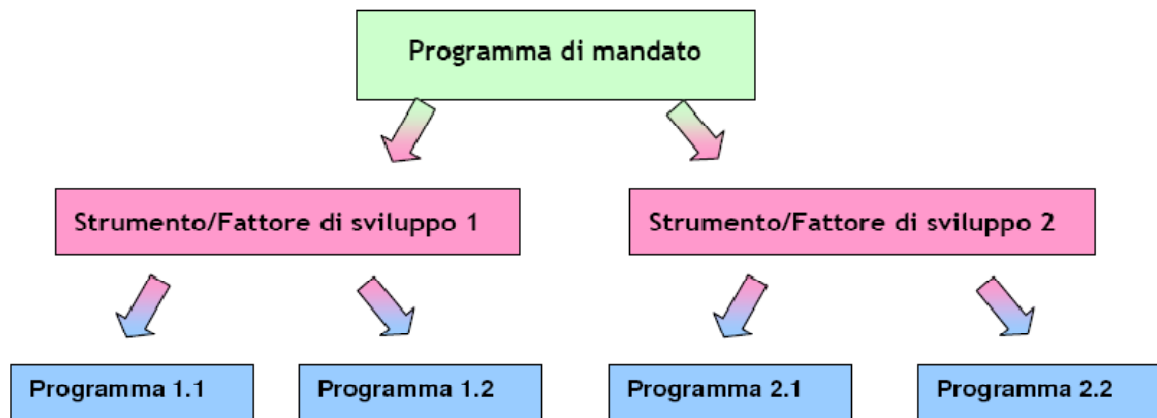 Programma di mandato
Strumento/Fattore di sviluppo 1
Strumento/Fattore di sviluppo 2
Programma 1.1
Programma 1.2
Programma 2.1
Programma 2.2